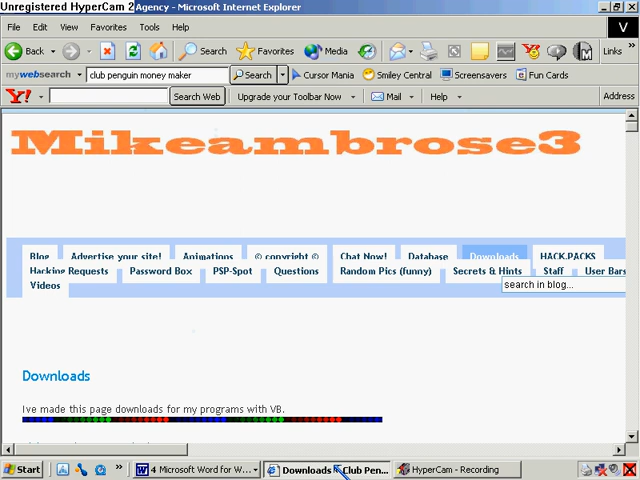 Unregistered HyperCam 2 Agency - Microsoft Internet Explorer
File Edit View Favorites Tools Help
Back Search Favorites Media Links »
mywebsearch club penguin money maker Search Cursor Mania Smiley Central Screensavers Fun Cards
Y! Search Web Upgrade your Toolbar Now Mail Help Address
Mikeambrose3
Blog Advertise your site! Animations © copyright © Chat Now! Database Downloads HACK.PACKS
Hacking Requests Password Box PSP-Spot Questions Random Pics (funny) Secrets & Hints Staff User Bars
Videos
search in blog...
Downloads
Ive made this page downloads for my programs with VB.
Start » 4 Microsoft Word for W... Downloads Club Pen... HyperCam - Recording